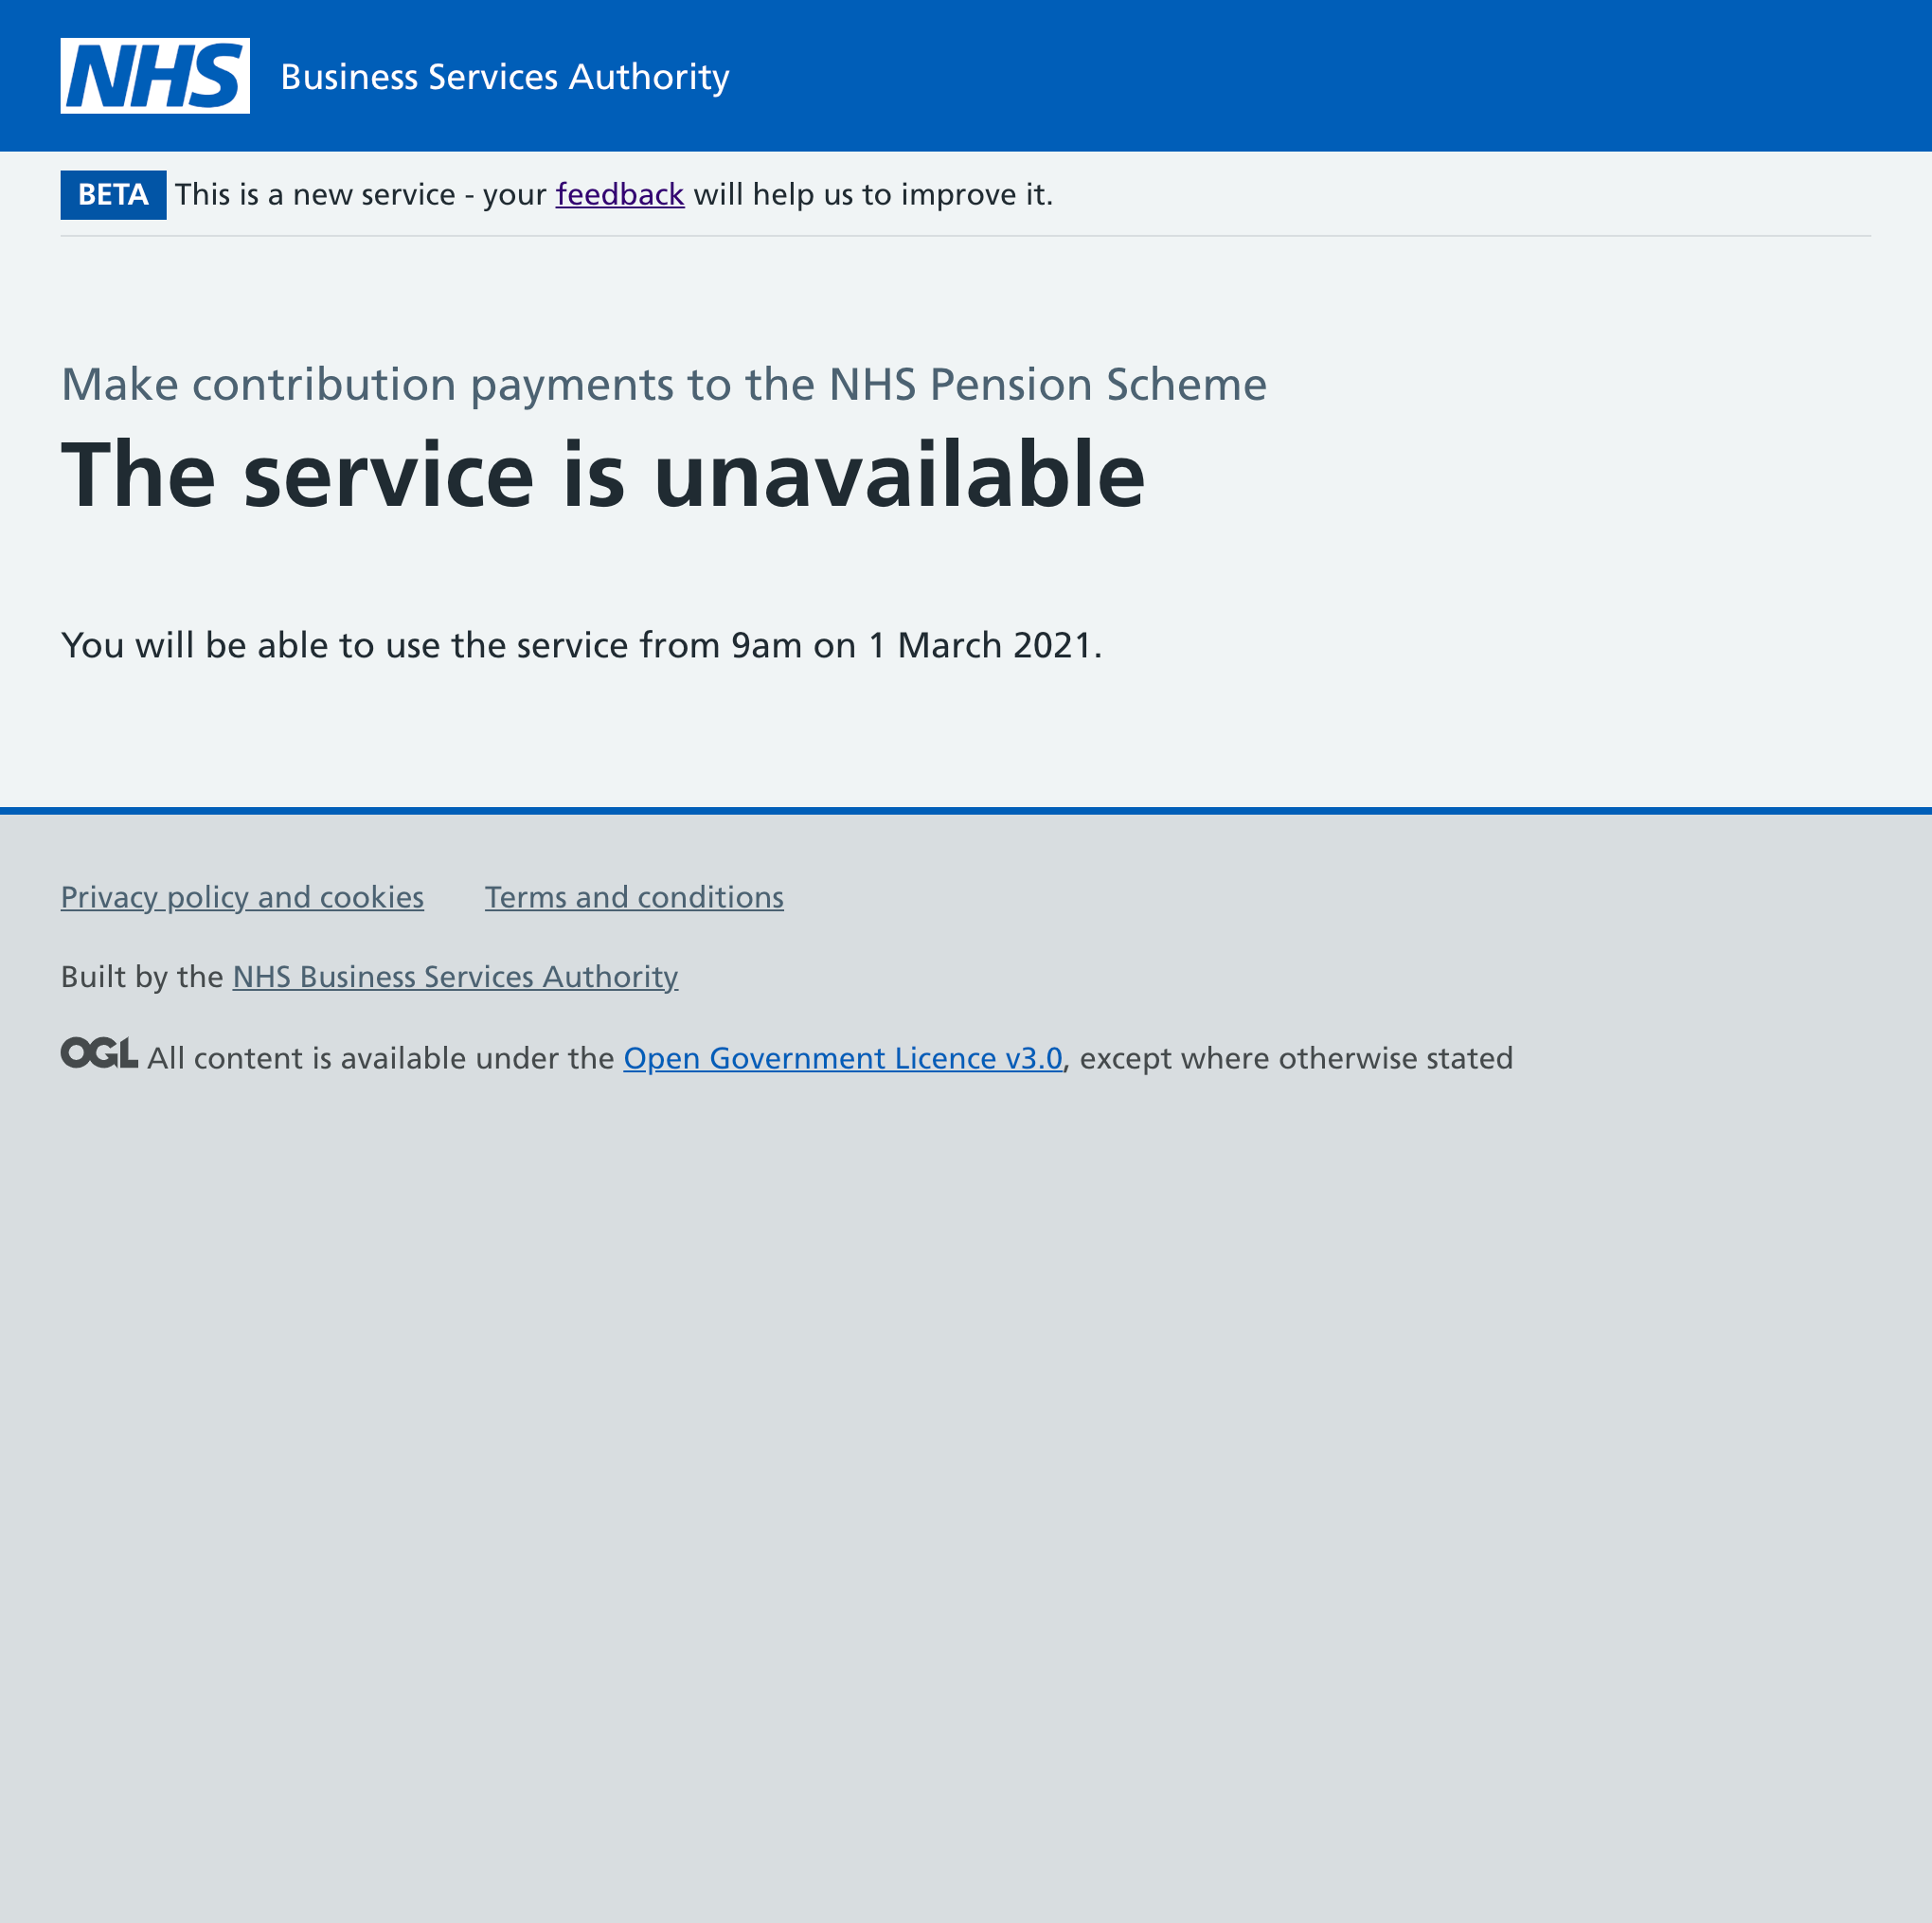 NHS Business Services Authority
BETA This is a new service - your feedback will help us to improve it.
Make contribution payments to the NHS Pension Scheme
The service is unavailable
You will be able to use the service from 9am on 1 March 2021.
Privacy policy and cookies Terms and conditions
Built by the NHS Business Services Authority
OGL All content is available under the Open Government Licence v3.0, except where otherwise stated